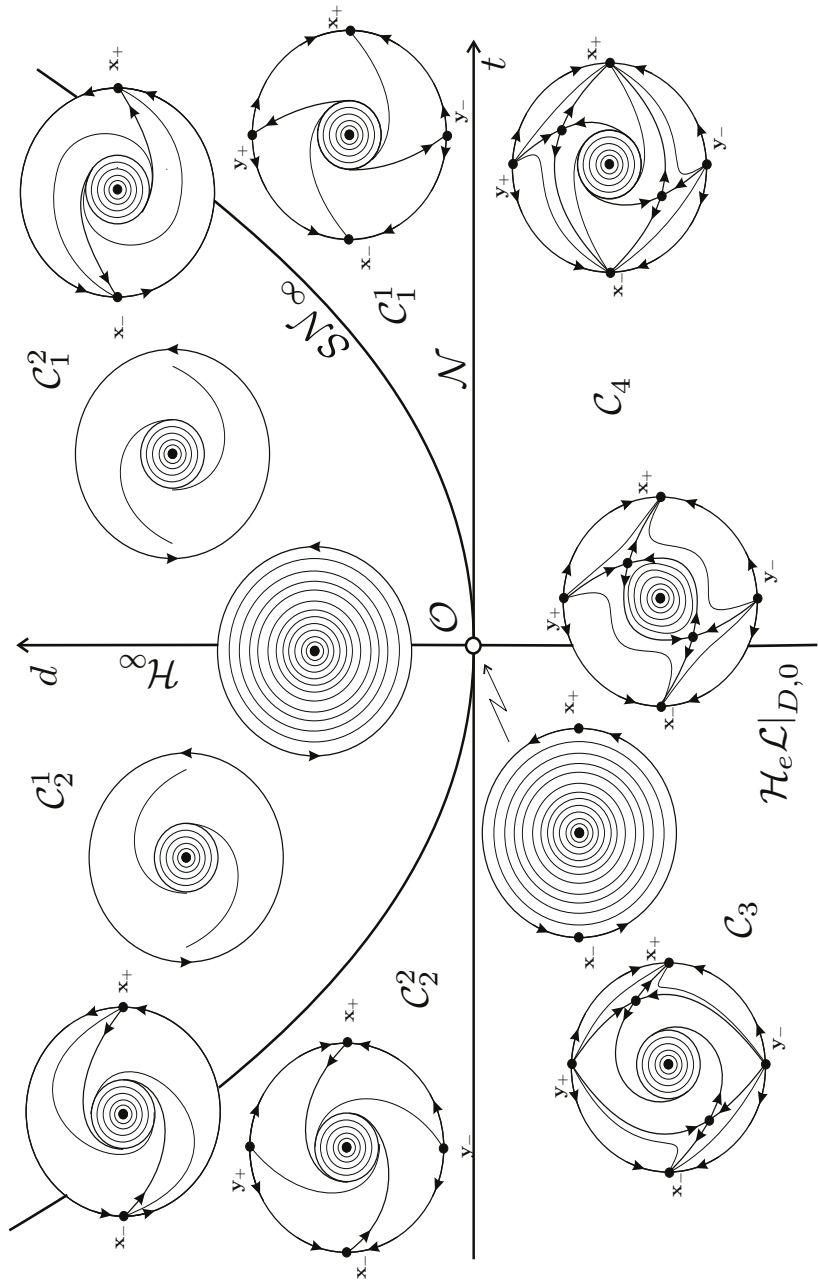 x₊
x₋
𝒞₁²
y₊
x₊
x₋
y₋
𝒮𝒩^∞
𝒞₁¹
𝒩
t
d
ℋ^∞
𝒪
𝒞₂¹
x₊
x₋
𝒞₂²
x₊
y₊
x₋
y₋
x₊
y₊
x₋
y₋
𝒞₄
x₊
y₊
x₋
y₋
ℋₑℒ|_{D,0}
x₊
x₋
𝒞₃
x₊
y₊
x₋
y₋